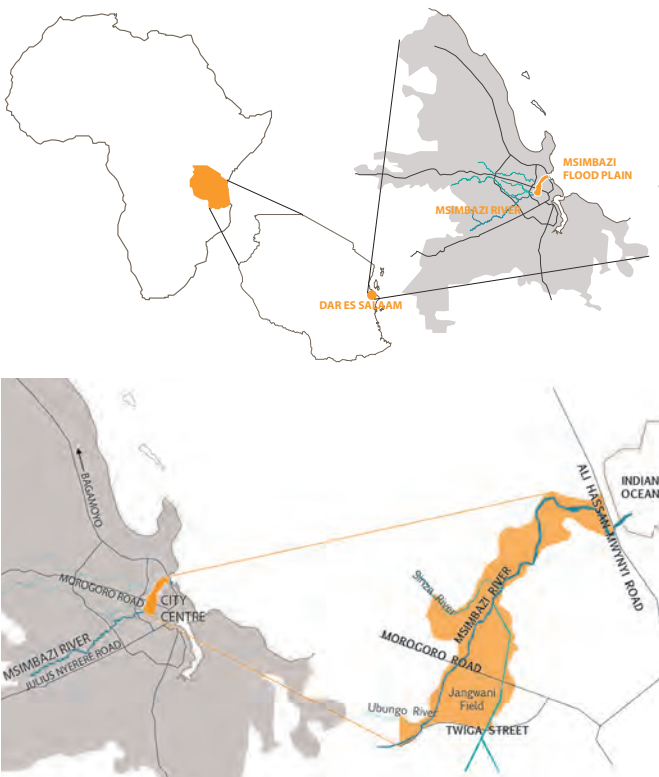 MSIMBAZI
FLOOD PLAIN
MSIMBAZI RIVER
DAR ES SALAAM
BAGAMOYO
MOROGORO ROAD
CITY
CENTRE
MSIMBAZI RIVER
JULIUS NYERERE ROAD
ALI HASSAN MWYNYI ROAD
INDIAN
OCEAN
Sinza River
MSIMBAZI RIVER
MOROGORO ROAD
Jangwani
Field
Ubungo River
TWIGA STREET